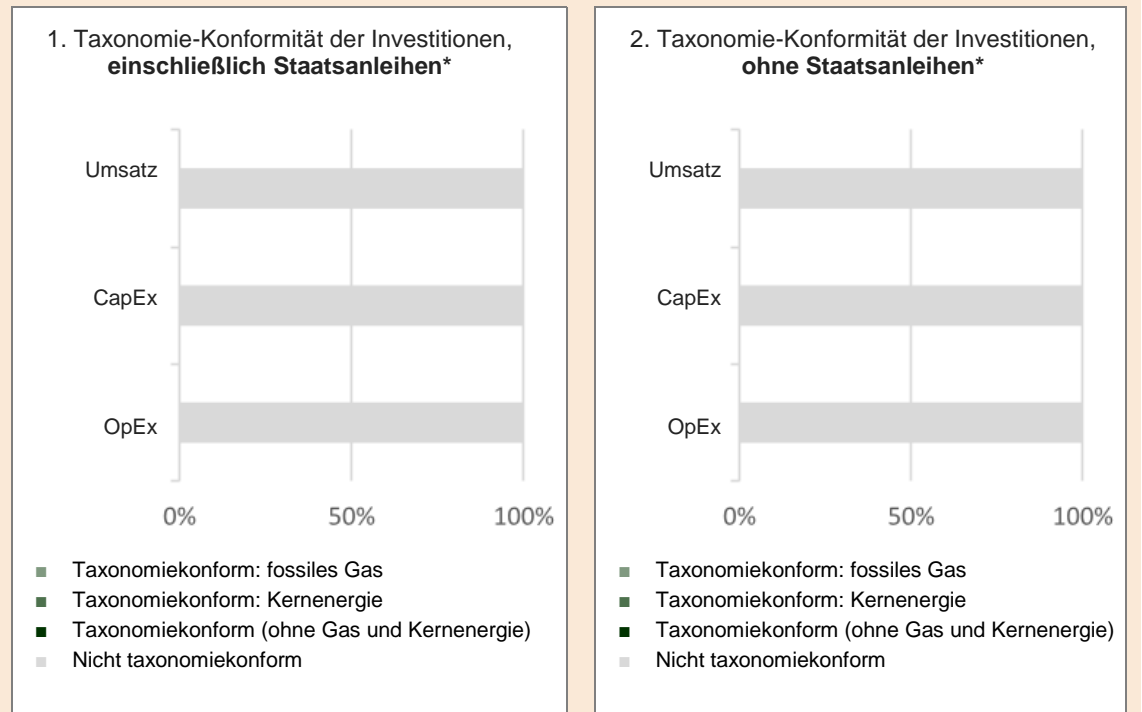 1. Taxonomie-Konformität der Investitionen,
einschließlich Staatsanleihen*
Umsatz
CapEx
OpEx
0% 50% 100%
Taxonomiekonform: fossiles Gas
Taxonomiekonform: Kernenergie
Taxonomiekonform (ohne Gas und Kernenergie)
Nicht taxonomiekonform
2. Taxonomie-Konformität der Investitionen,
ohne Staatsanleihen*
Umsatz
CapEx
OpEx
0% 50% 100%
Taxonomiekonform: fossiles Gas
Taxonomiekonform: Kernenergie
Taxonomiekonform (ohne Gas und Kernenergie)
Nicht taxonomiekonform